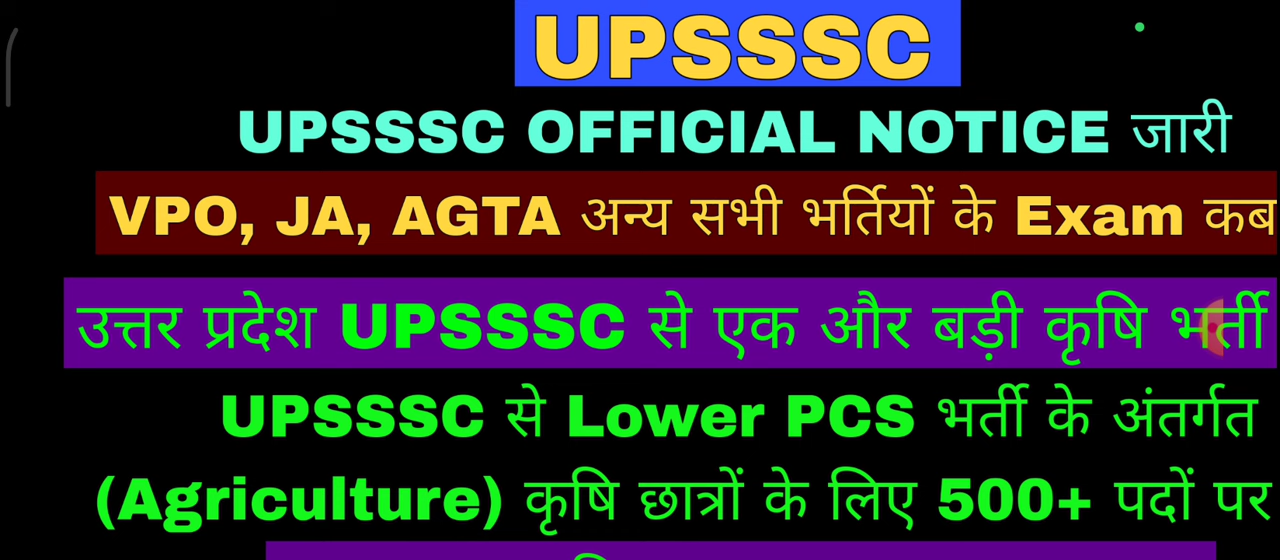 UPSSSC
UPSSSC OFFICIAL NOTICE जारी
VPO, JA, AGTA अन्य सभी भर्तियों के Exam कब
उत्तर प्रदेश UPSSSC से एक और बड़ी कृषि भर्ती
UPSSSC से Lower PCS भर्ती के अंतर्गत
(Agriculture) कृषि छात्रों के लिए 500+ पदों पर